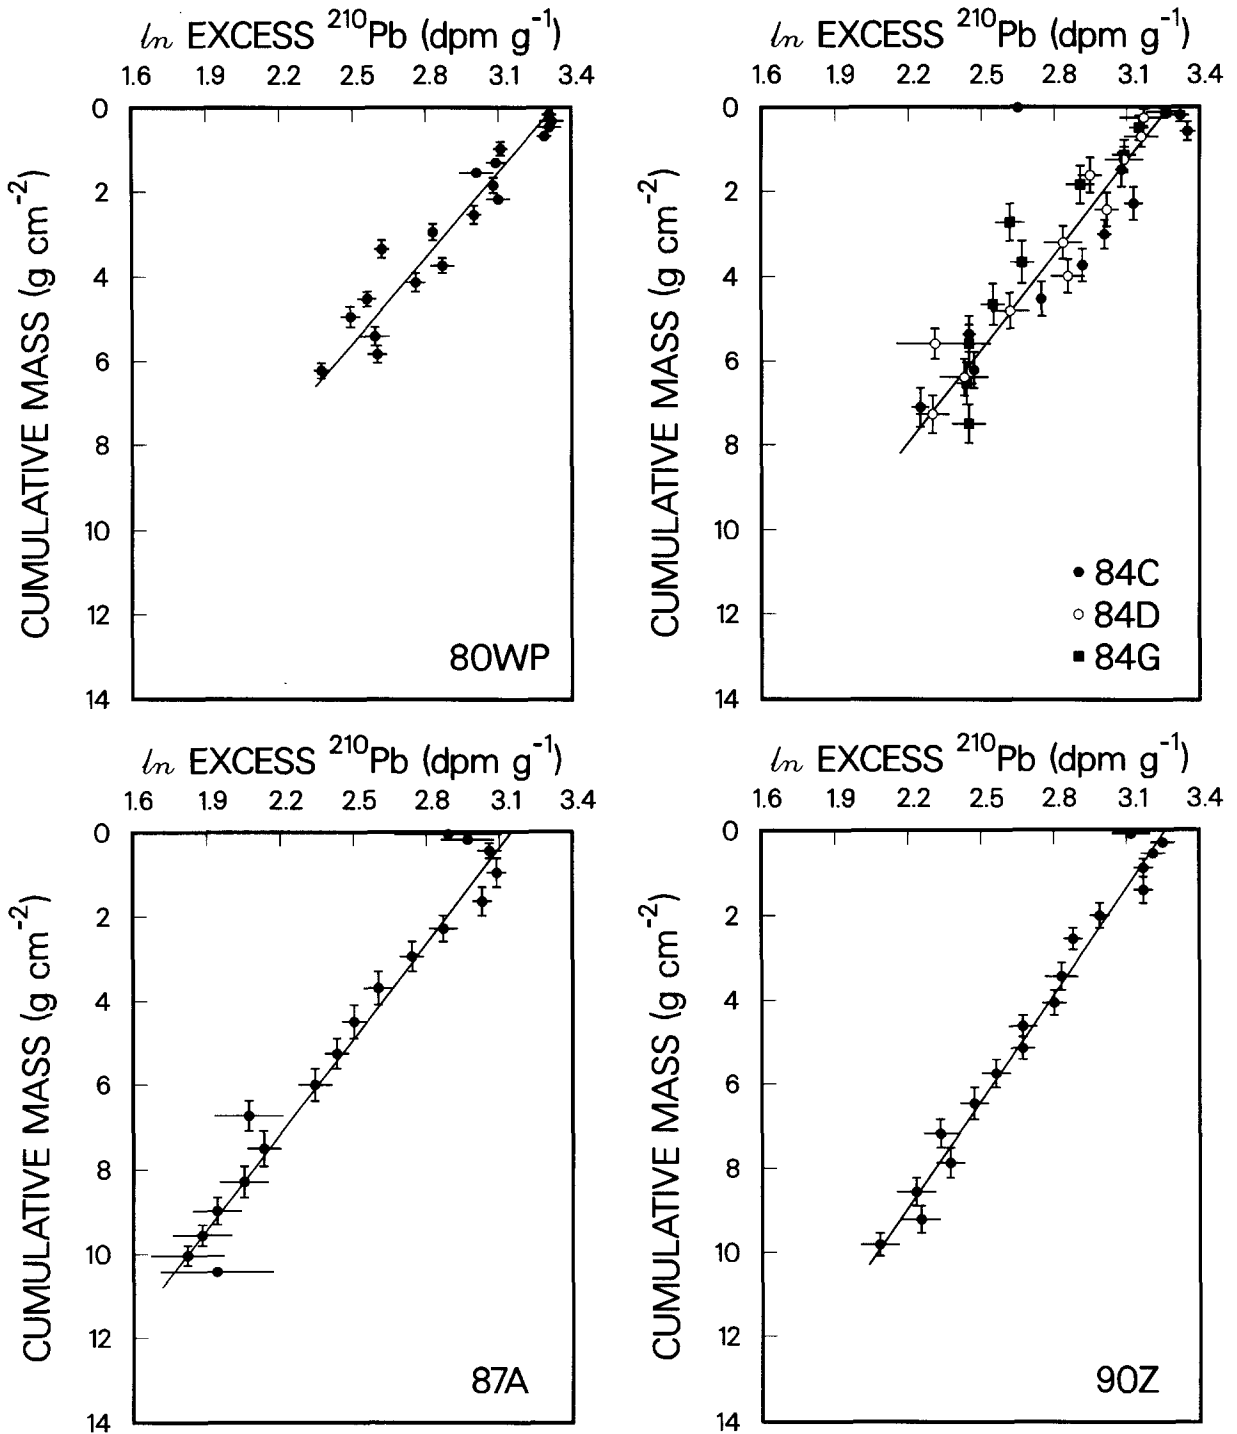 ln EXCESS ²¹⁰Pb (dpm g⁻¹)
1.6 1.9 2.2 2.5 2.8 3.1 3.4
CUMULATIVE MASS (g cm⁻²)
0
2
4
6
8
10
12
14
80WP
ln EXCESS ²¹⁰Pb (dpm g⁻¹)
1.6 1.9 2.2 2.5 2.8 3.1 3.4
CUMULATIVE MASS (g cm⁻²)
0
2
4
6
8
10
12
14
84C
84D
84G
ln EXCESS ²¹⁰Pb (dpm g⁻¹)
1.6 1.9 2.2 2.5 2.8 3.1 3.4
CUMULATIVE MASS (g cm⁻²)
0
2
4
6
8
10
12
14
87A
ln EXCESS ²¹⁰Pb (dpm g⁻¹)
1.6 1.9 2.2 2.5 2.8 3.1 3.4
CUMULATIVE MASS (g cm⁻²)
0
2
4
6
8
10
12
14
90Z